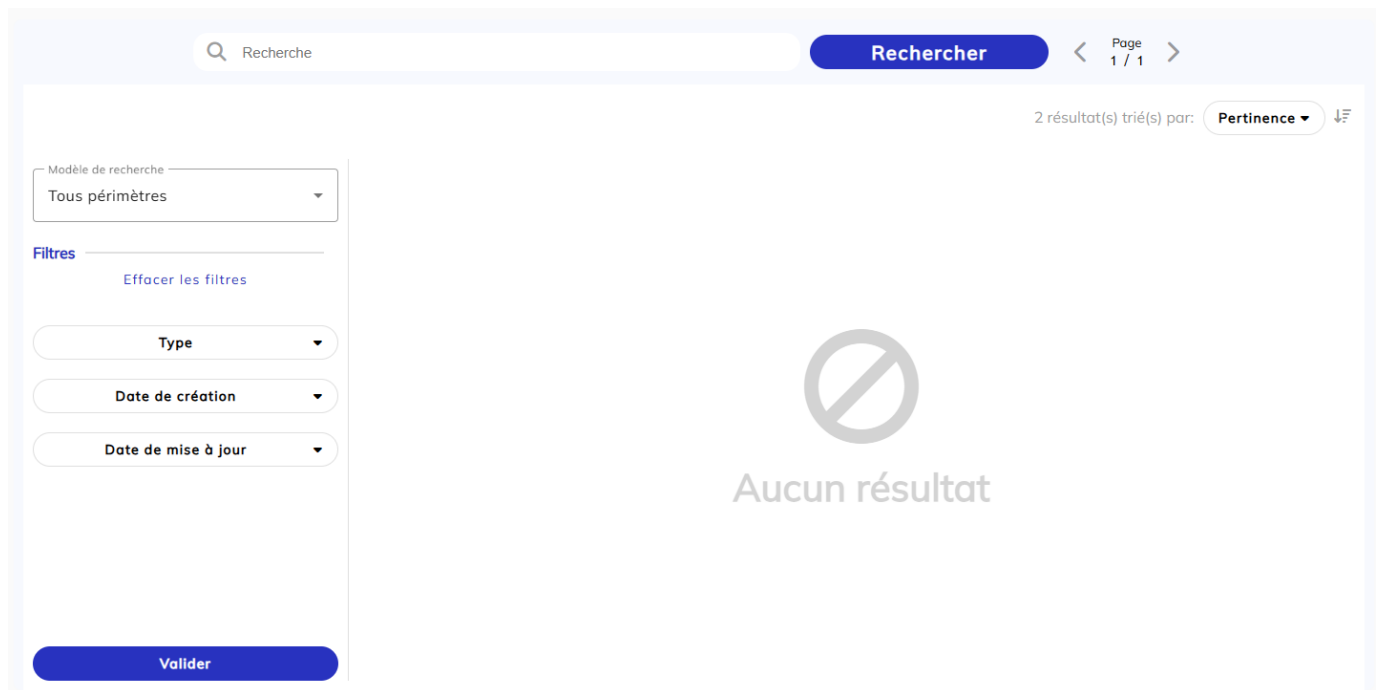 Recherche
Rechercher
Page
1 / 1
2 résultat(s) trié(s) par:
Pertinence
Modèle de recherche
Tous périmètres
Filtres
Effacer les filtres
Type
Date de création
Date de mise à jour
Aucun résultat
Valider